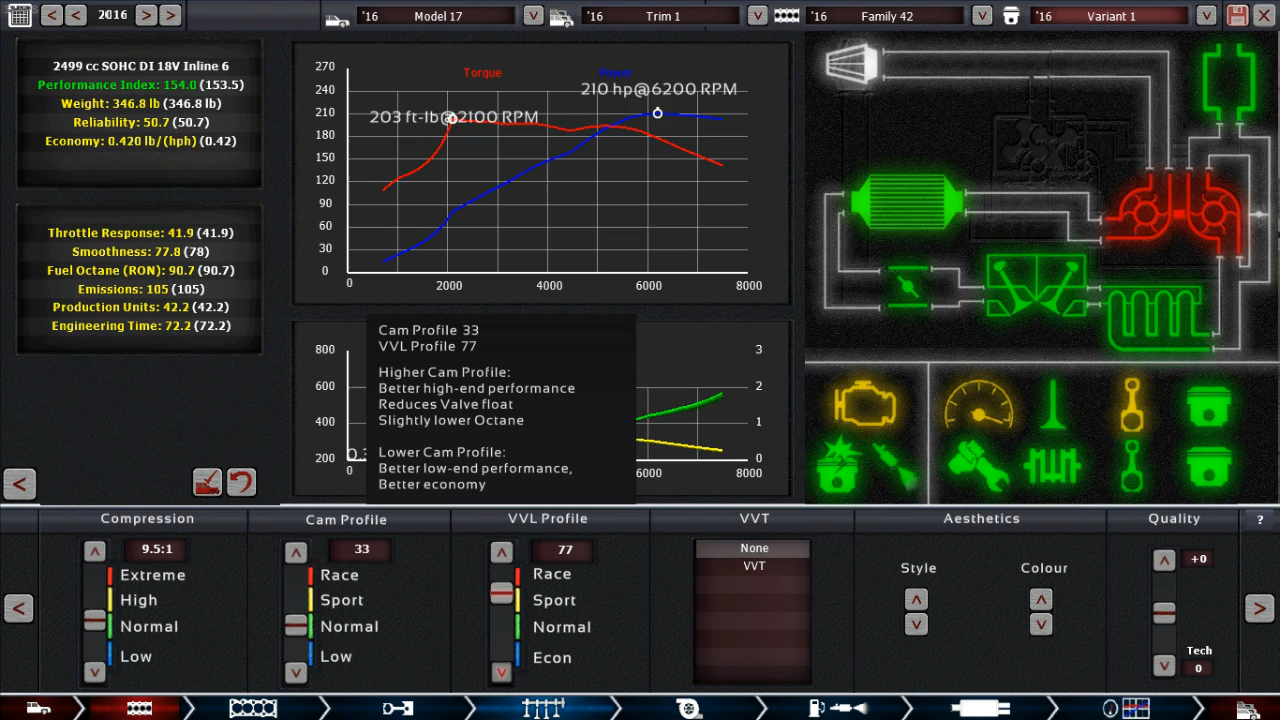 2016
'16 Model 17
'16 Trim 1
'16 Family 42
'16 Variant 1
2499 cc SOHC DI 18V Inline 6
Performance Index: 154.0 (153.5)
Weight: 346.8 lb (346.8 lb)
Reliability: 50.7 (50.7)
Economy: 0.420 lb/(hph) (0.42)
Throttle Response: 41.9 (41.9)
Smoothness: 77.8 (78)
Fuel Octane (RON): 90.7 (90.7)
Emissions: 105 (105)
Production Units: 42.2 (42.2)
Engineering Time: 72.2 (72.2)
Torque
Power
203 ft-lb@2100 RPM
210 hp@6200 RPM
270
240
210
180
150
120
90
60
30
0
0 2000 4000 6000 8000
800
600
400
200
3
2
1
0
0 6000 8000
Cam Profile 33
VVL Profile 77
Higher Cam Profile:
Better high-end performance
Reduces Valve float
Slightly lower Octane
Lower Cam Profile:
Better low-end performance,
Better economy
<
Compression
9.5:1
Extreme
High
Normal
Low
Cam Profile
33
Race
Sport
Normal
Low
VVL Profile
77
Race
Sport
Normal
Econ
VVT
None
VVT
Aesthetics
Style
Colour
Quality
+0
Tech
0
?
<
>